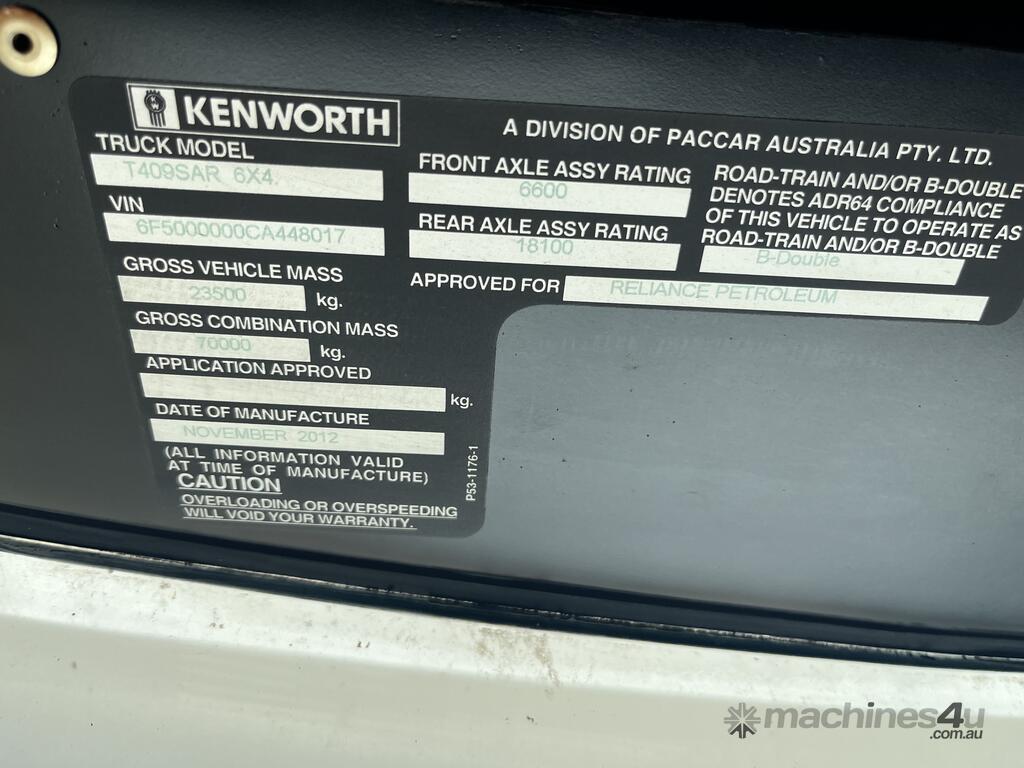 KENWORTH
A DIVISION OF PACCAR AUSTRALIA PTY. LTD.
TRUCK MODEL
T409SAR 6X4.
VIN
6F5000000CA448017
GROSS VEHICLE MASS
23500 kg.
GROSS COMBINATION MASS
70000 kg.
APPLICATION APPROVED
kg.
DATE OF MANUFACTURE
NOVEMBER 2012
(ALL INFORMATION VALID
AT TIME OF MANUFACTURE)
CAUTION
OVERLOADING OR OVERSPEEDING
WILL VOID YOUR WARRANTY.
P53-1176-1
FRONT AXLE ASSY RATING
6600
REAR AXLE ASSY RATING
18100
APPROVED FOR RELIANCE PETROLEUM
ROAD-TRAIN AND/OR B-DOUBLE
DENOTES ADR64 COMPLIANCE
OF THIS VEHICLE TO OPERATE AS
ROAD-TRAIN AND/OR B-DOUBLE
B-Double
machines4u
.com.au